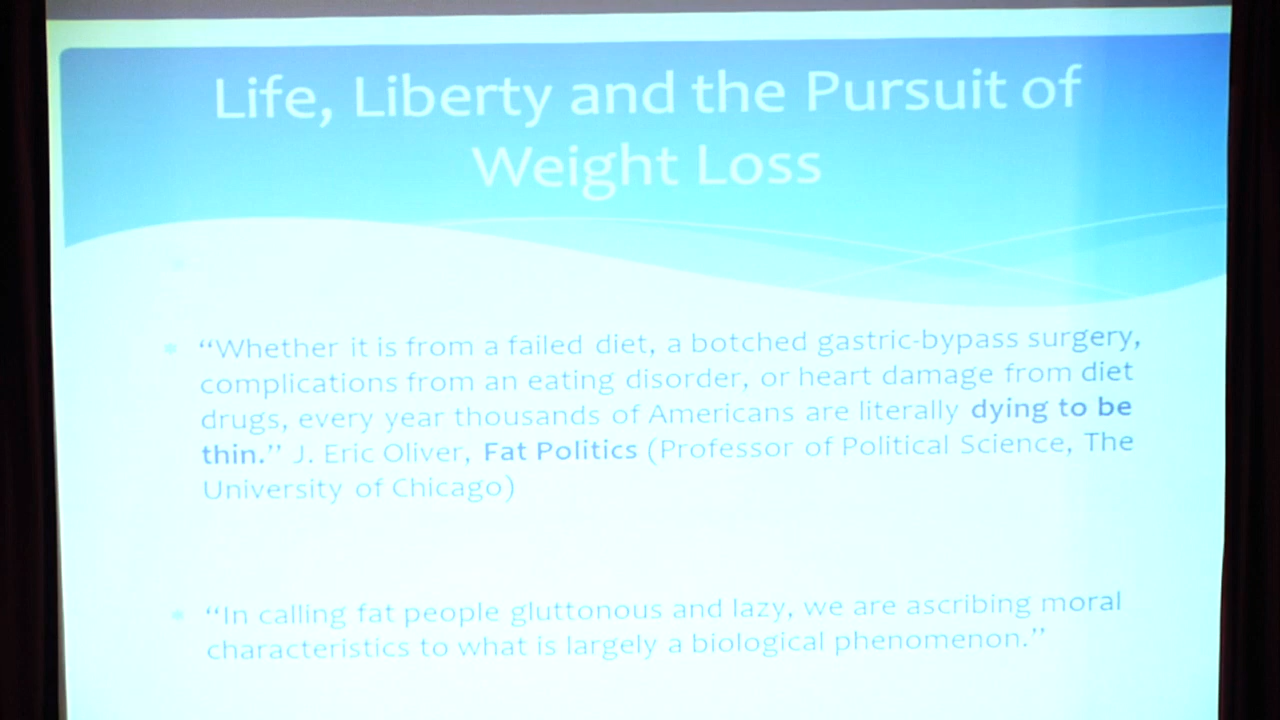 Life, Liberty and the Pursuit of
Weight Loss
“Whether it is from a failed diet, a botched gastric-bypass surgery,
complications from an eating disorder, or heart damage from diet
drugs, every year thousands of Americans are literally dying to be
thin.” J. Eric Oliver, Fat Politics (Professor of Political Science, The
University of Chicago)
“In calling fat people gluttonous and lazy, we are ascribing moral
characteristics to what is largely a biological phenomenon.”